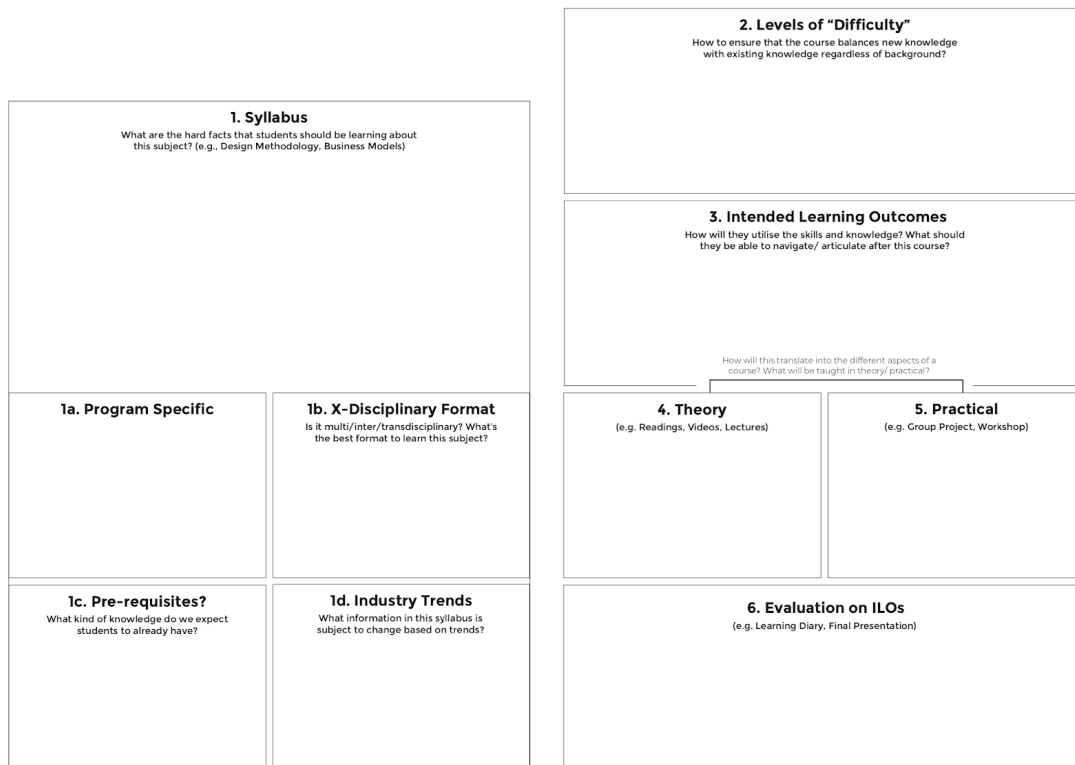 1. Syllabus
What are the hard facts that students should be learning about
this subject? (e.g., Design Methodology, Business Models)
1a. Program Specific
1b. X-Disciplinary Format
Is it multi/inter/transdisciplinary? What's
the best format to learn this subject?
1c. Pre-requisites?
What kind of knowledge do we expect
students to already have?
1d. Industry Trends
What information in this syllabus is
subject to change based on trends?
2. Levels of “Difficulty”
How to ensure that the course balances new knowledge
with existing knowledge regardless of background?
3. Intended Learning Outcomes
How will they utilise the skills and knowledge? What should
they be able to navigate/ articulate after this course?
How will this translate into the different aspects of a
course? What will be taught in theory/ practical?
4. Theory
(e.g. Readings, Videos, Lectures)
5. Practical
(e.g. Group Project, Workshop)
6. Evaluation on ILOs
(e.g. Learning Diary, Final Presentation)